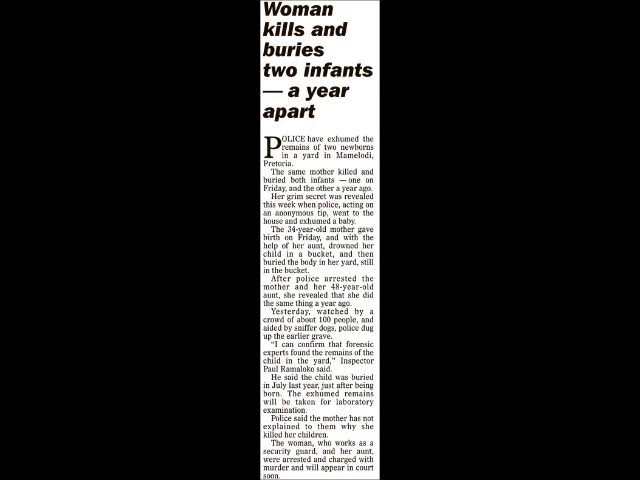 Woman
kills and
buries
two infants
— a year
apart
POLICE have exhumed the
remains of two newborns
in a yard in Mamelodi,
Pretoria.
The same mother killed and
buried both infants — one on
Friday, and the other a year ago.
Her grim secret was revealed
this week when police, acting on
an anonymous tip, went to the
house and exhumed a baby.
The 34-year-old mother gave
birth on Friday, and with the
help of her aunt, drowned her
child in a bucket, and then
buried the body in her yard, still
in the bucket.
After police arrested the
mother and her 48-year-old
aunt, she revealed that she did
the same thing a year ago.
Yesterday, watched by a
crowd of about 100 people, and
aided by sniffer dogs, police dug
up the earlier grave.
"I can confirm that forensic
experts found the remains of the
child in the yard," Inspector
Paul Ramaloko said.
He said the child was buried
in July last year, just after being
born. The exhumed remains
will be taken for laboratory
examination.
Police said the mother has not
explained to them why she
killed her children.
The woman, who works as a
security guard, and her aunt,
were arrested and charged with
murder and will appear in court
soon.